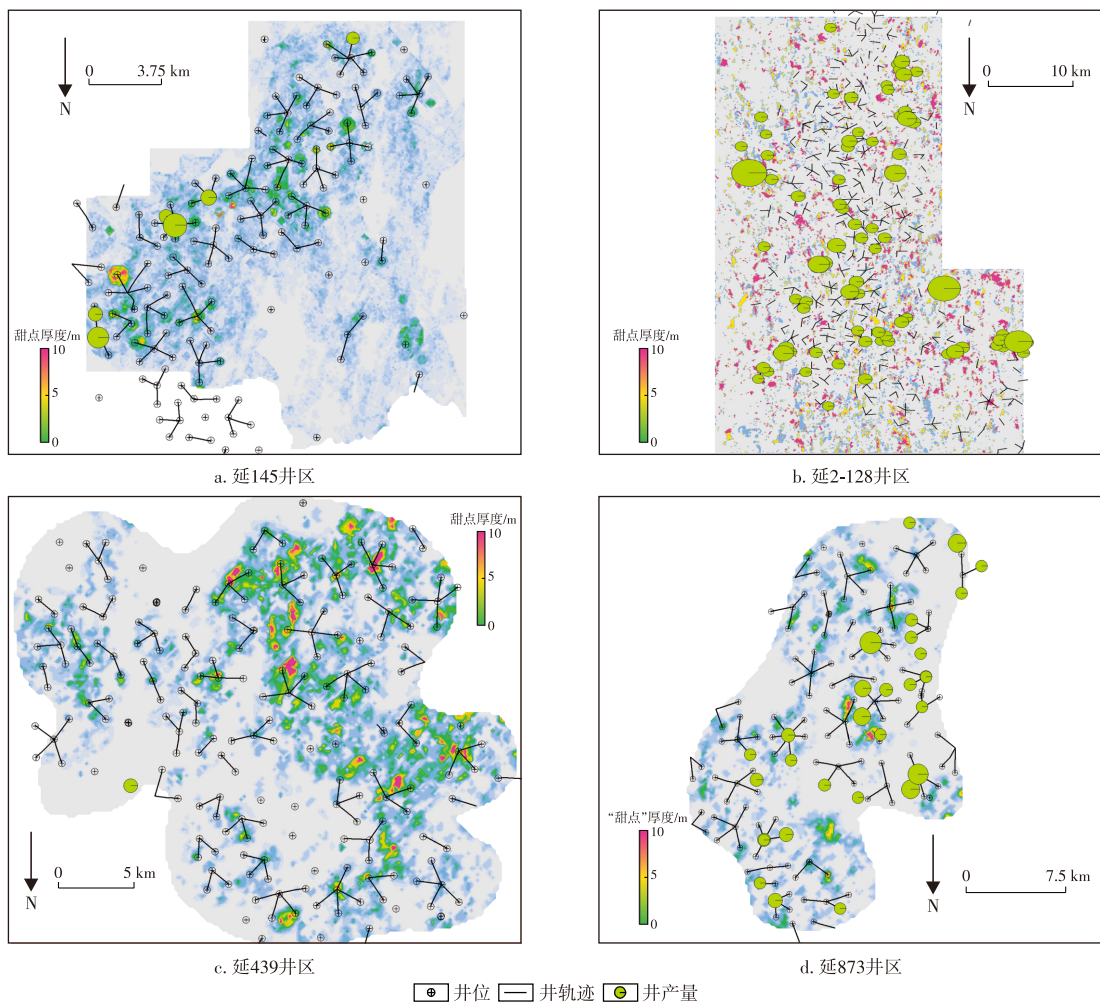 0 3.75 km
N
甜点厚度/m
10
5
0
a. 延145井区
0 10 km
N
甜点厚度/m
10
5
0
b. 延2-128井区
甜点厚度/m
10
5
0
0 5 km
N
c. 延439井区
“甜点”厚度/m
10
5
0
0 7.5 km
N
d. 延873井区
井位 井轨迹 井产量